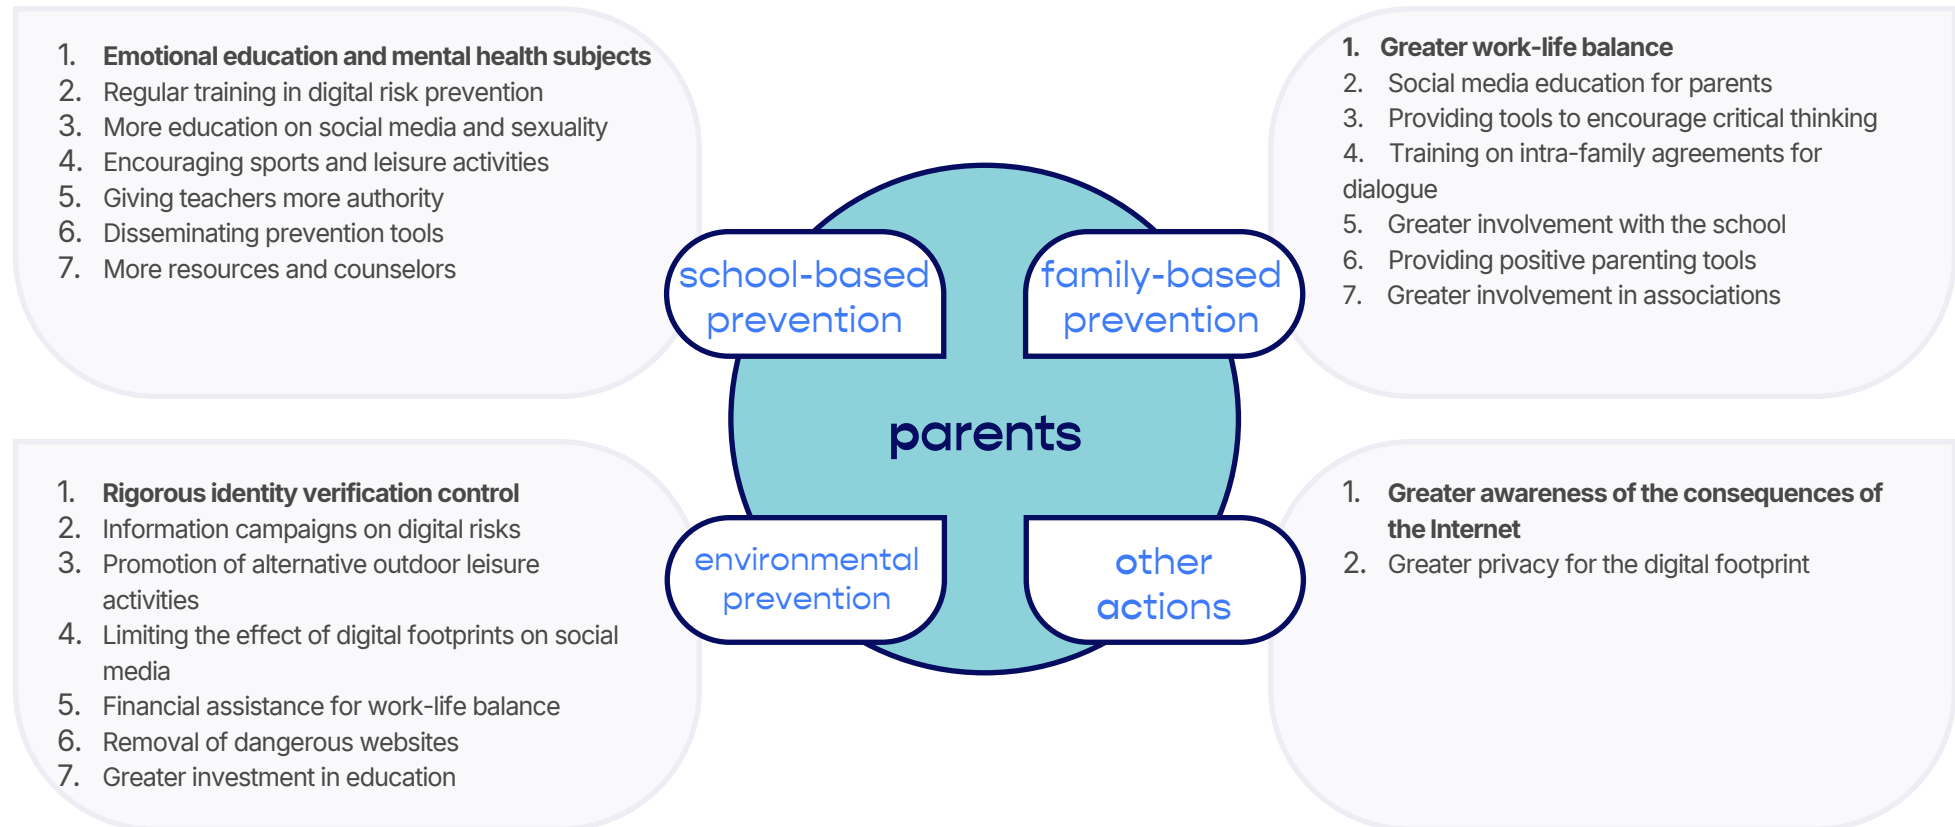 1. Emotional education and mental health subjects
2. Regular training in digital risk prevention
3. More education on social media and sexuality
4. Encouraging sports and leisure activities
5. Giving teachers more authority
6. Disseminating prevention tools
7. More resources and counselors
1. Greater work-life balance
2. Social media education for parents
3. Providing tools to encourage critical thinking
4. Training on intra-family agreements for
dialogue
5. Greater involvement with the school
6. Providing positive parenting tools
7. Greater involvement in associations
school-based
prevention
family-based
prevention
parents
environmental
prevention
other
actions
1. Rigorous identity verification control
2. Information campaigns on digital risks
3. Promotion of alternative outdoor leisure
activities
4. Limiting the effect of digital footprints on social
media
5. Financial assistance for work-life balance
6. Removal of dangerous websites
7. Greater investment in education
1. Greater awareness of the consequences of
the Internet
2. Greater privacy for the digital footprint